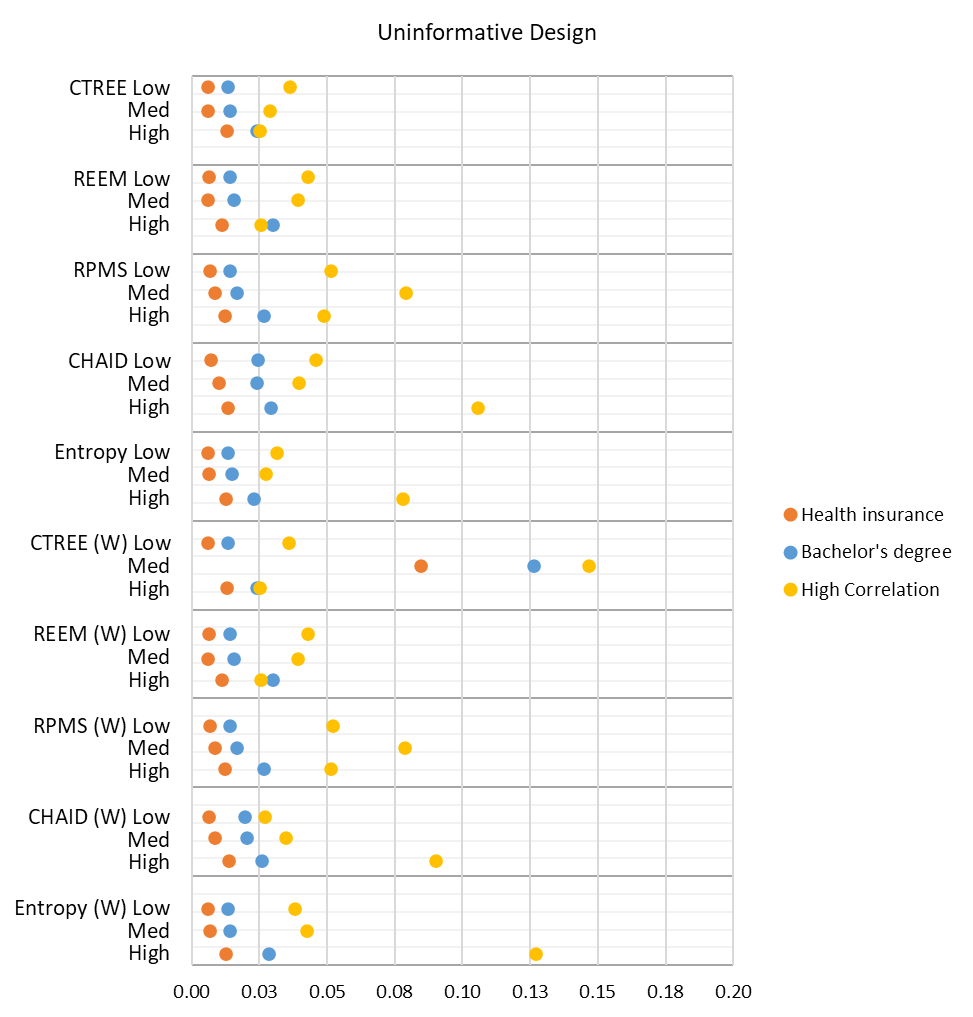 Uninformative Design
CTREE Low
Med
High
REEM Low
Med
High
RPMS Low
Med
High
CHAID Low
Med
High
Entropy Low
Med
High
CTREE (W) Low
Med
High
REEM (W) Low
Med
High
RPMS (W) Low
Med
High
CHAID (W) Low
Med
High
Entropy (W) Low
Med
High
0.00 0.03 0.05 0.08 0.10 0.13 0.15 0.18 0.20
Health insurance
Bachelor's degree
High Correlation